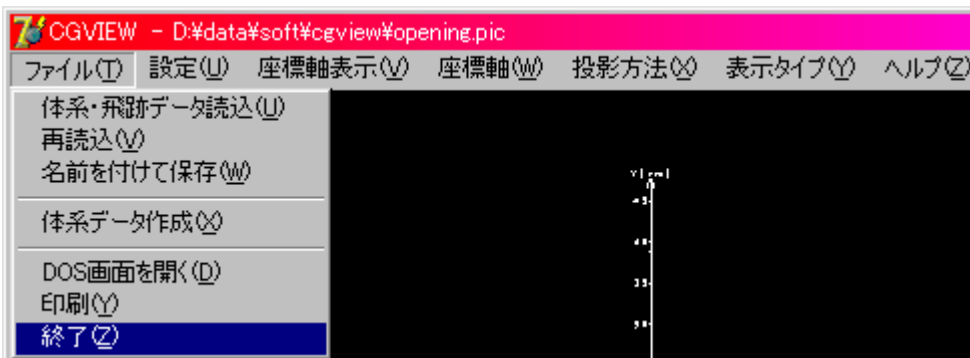 CGVIEW - D:¥data¥soft¥cgview¥opening.pic
ファイル(T) 設定(U) 座標軸表示(V) 座標軸(W) 投影方法(X) 表示タイプ(Y) ヘルプ(Z)
体系・飛跡データ読込(U)
再読込(V)
名前を付けて保存(W)
体系データ作成(X)
DOS画面を開く(D)
印刷(Y)
終了(Z)